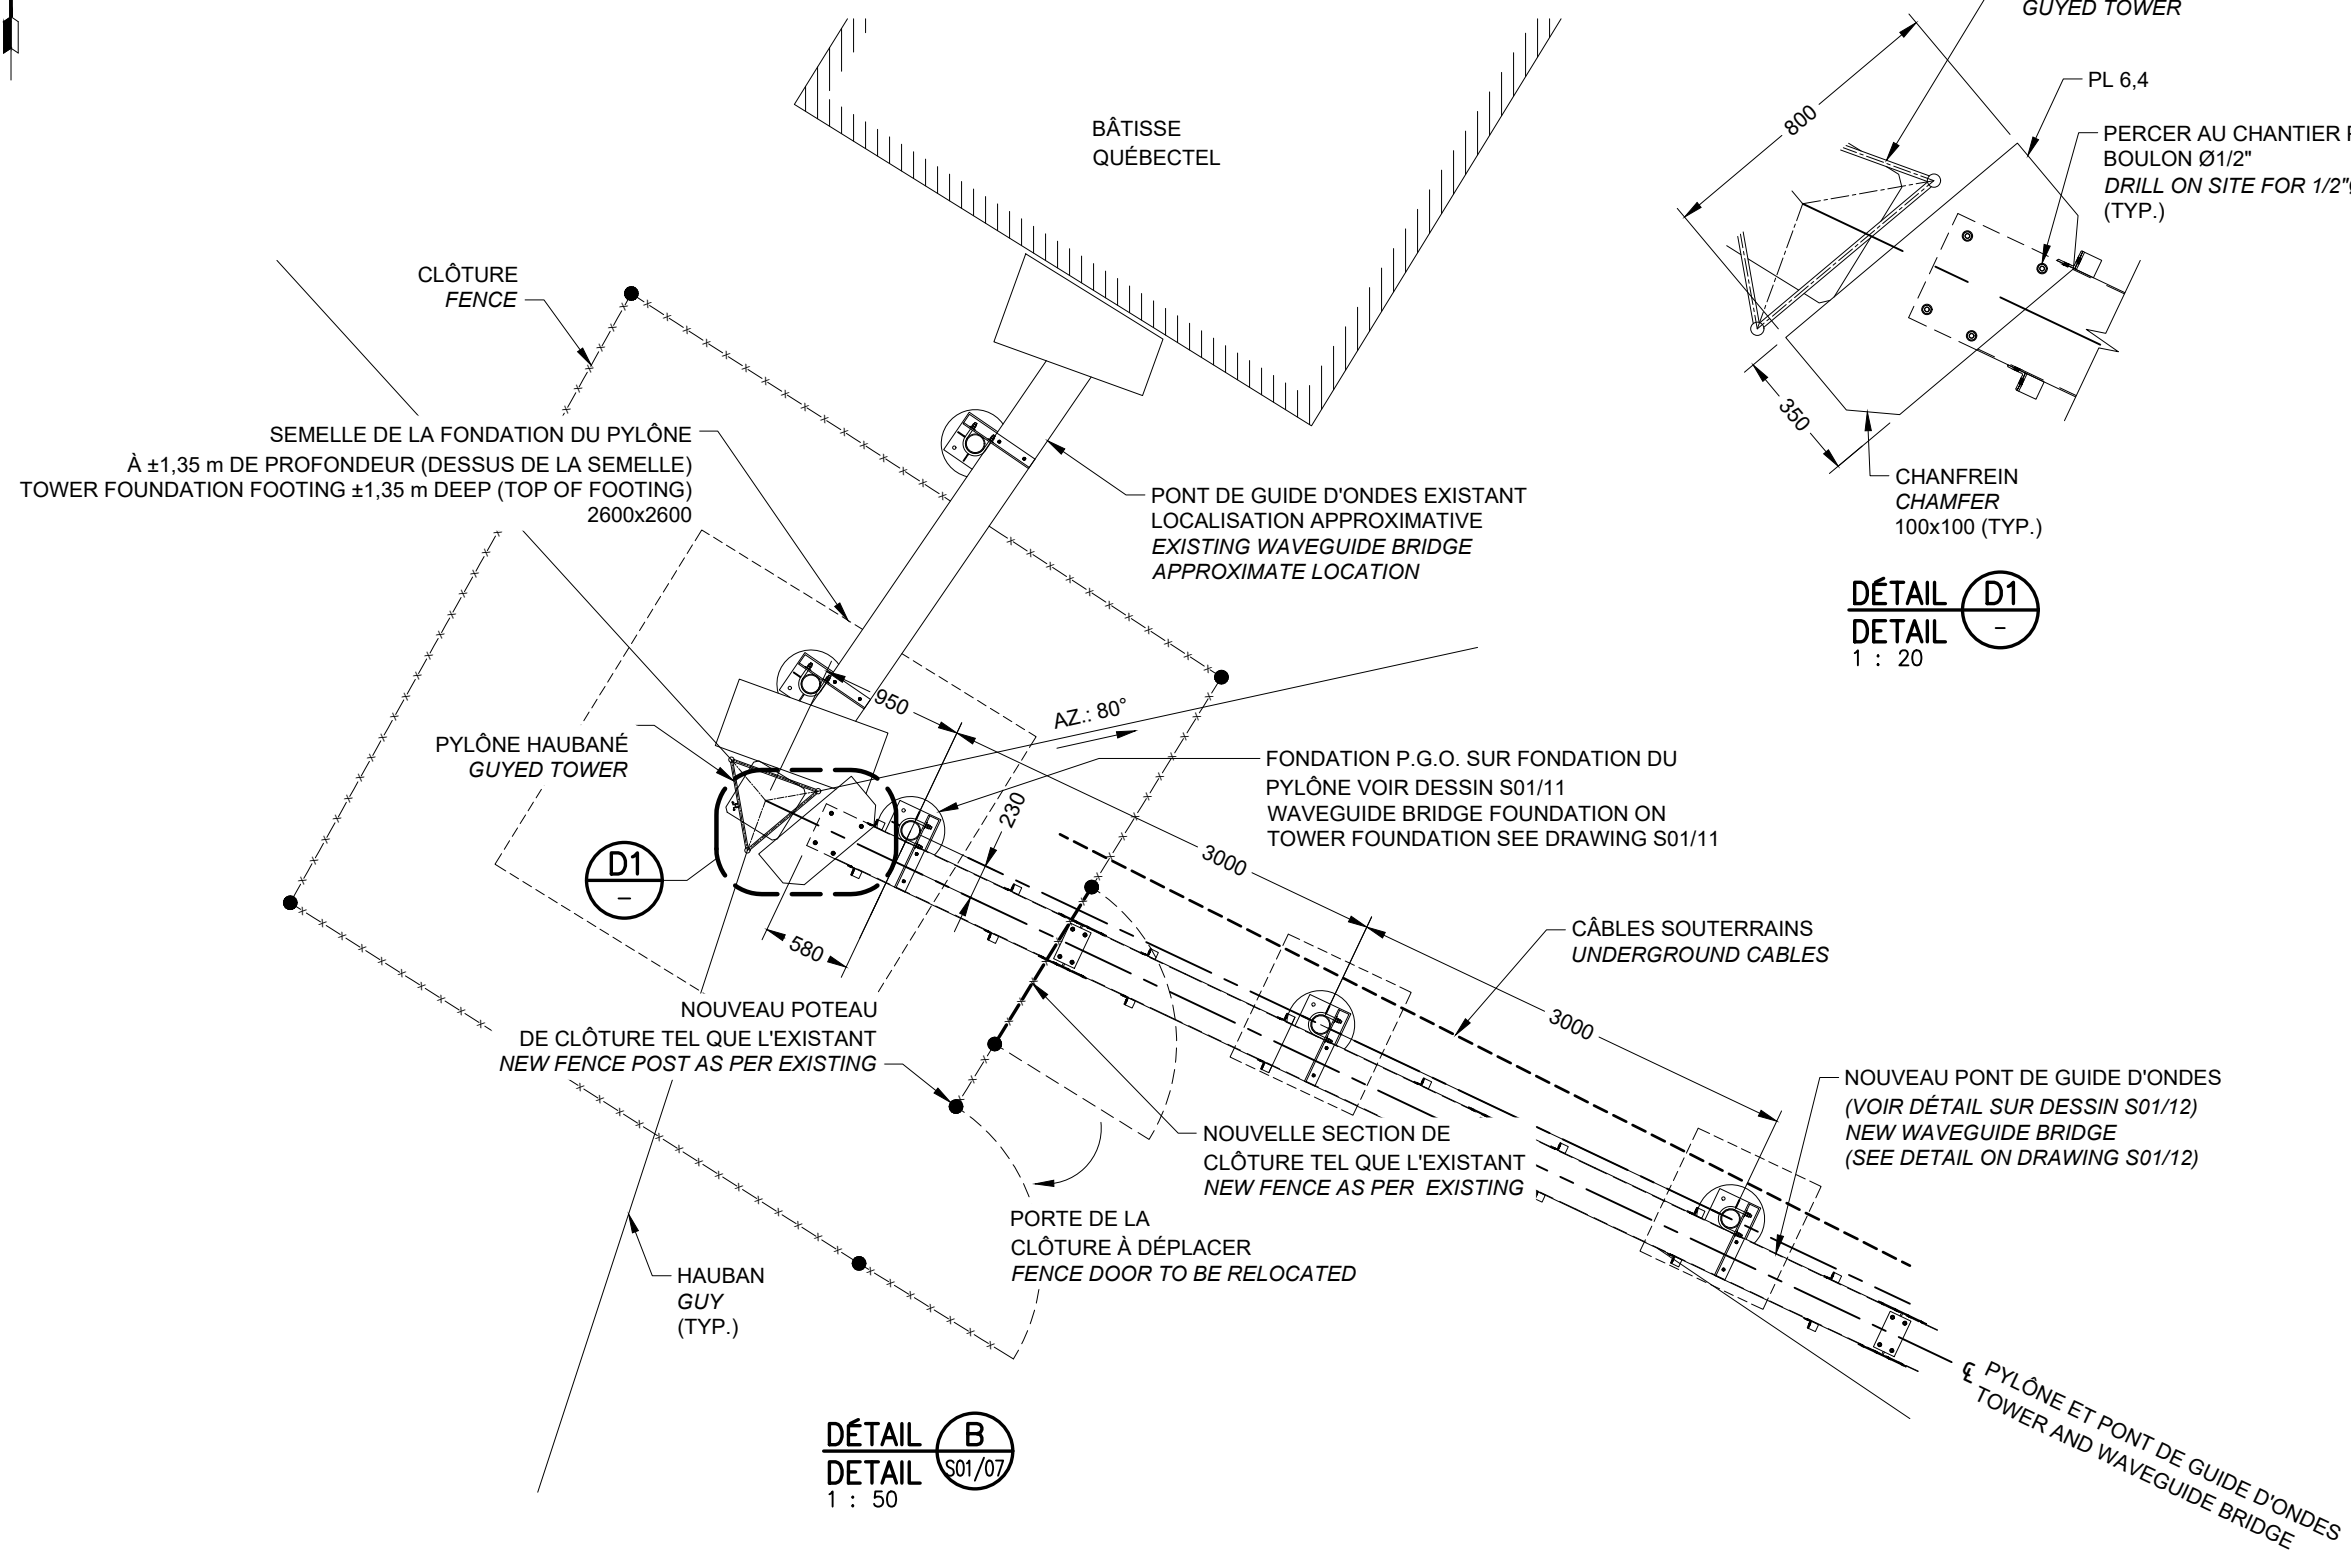 GUYED TOWER
PL 6,4
800
PERCER AU CHANTIER
BOULON Ø1/2"
DRILL ON SITE FOR 1/2"
(TYP.)
350
CHANFREIN
CHAMFER
100x100 (TYP.)
DÉTAIL D1
DETAIL -
1 : 20
BÂTISSE
QUÉBECTEL
CLÔTURE
FENCE
SEMELLE DE LA FONDATION DU PYLÔNE
À ±1,35 m DE PROFONDEUR (DESSUS DE LA SEMELLE)
TOWER FOUNDATION FOOTING ±1,35 m DEEP (TOP OF FOOTING)
2600x2600
PONT DE GUIDE D'ONDES EXISTANT
LOCALISATION APPROXIMATIVE
EXISTING WAVEGUIDE BRIDGE
APPROXIMATE LOCATION
950
AZ.: 80°
PYLÔNE HAUBANÉ
GUYED TOWER
FONDATION P.G.O. SUR FONDATION DU
PYLÔNE VOIR DESSIN S01/11
WAVEGUIDE BRIDGE FOUNDATION ON
TOWER FOUNDATION SEE DRAWING S01/11
230
3000
D1
-
580
CÂBLES SOUTERRAINS
UNDERGROUND CABLES
3000
NOUVEAU POTEAU
DE CLÔTURE TEL QUE L'EXISTANT
NEW FENCE POST AS PER EXISTING
NOUVEAU PONT DE GUIDE D'ONDES
(VOIR DÉTAIL SUR DESSIN S01/12)
NEW WAVEGUIDE BRIDGE
(SEE DETAIL ON DRAWING S01/12)
NOUVELLE SECTION DE
CLÔTURE TEL QUE L'EXISTANT
NEW FENCE AS PER EXISTING
PORTE DE LA
CLÔTURE À DÉPLACER
FENCE DOOR TO BE RELOCATED
HAUBAN
GUY
(TYP.)
℄ PYLÔNE ET PONT DE GUIDE D'ONDES
TOWER AND WAVEGUIDE BRIDGE
DÉTAIL B
DETAIL S01/07
1 : 50